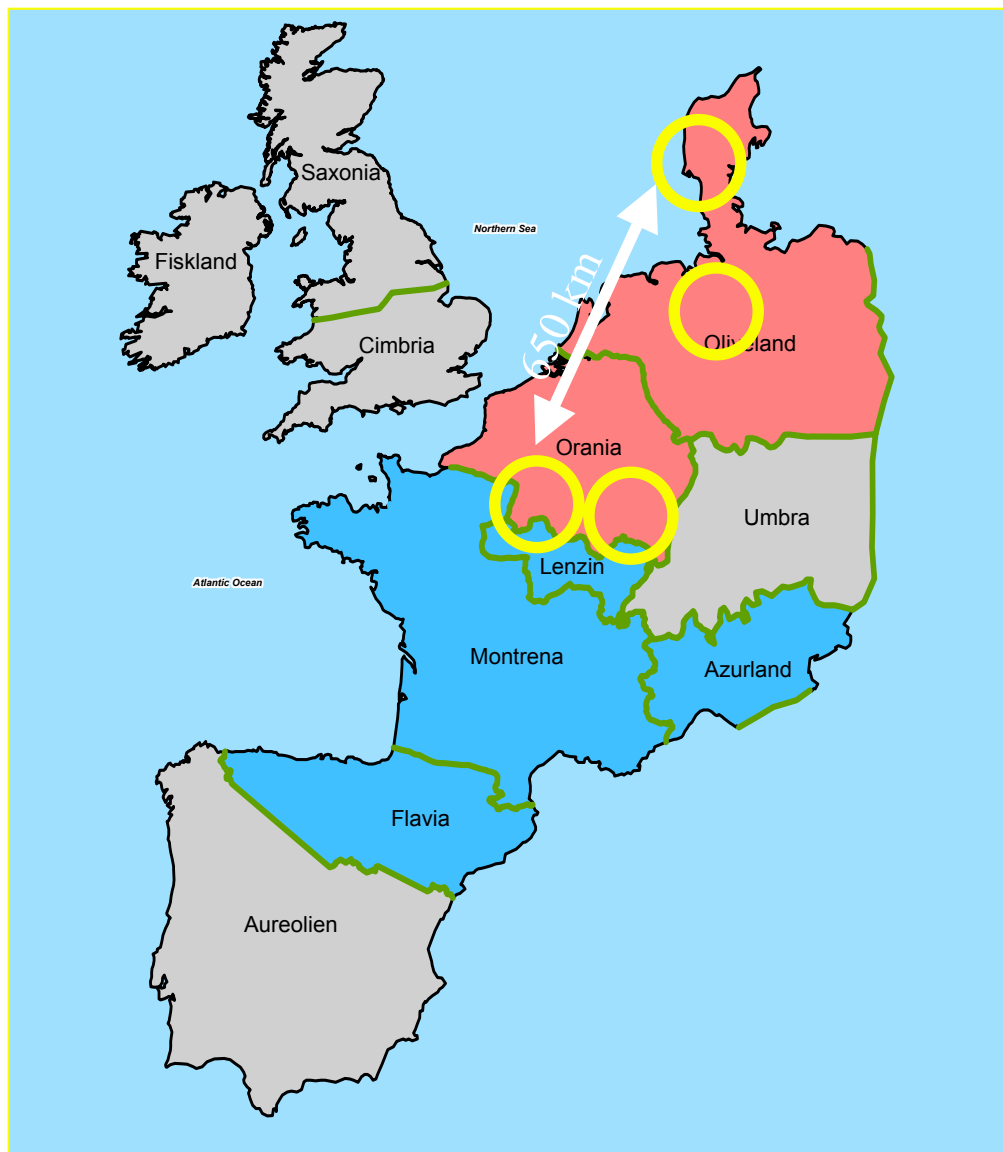 Saxonia
Northern Sea
Fiskland
650 km
Cimbria
Oliveland
Orania
Umbra
Lenzin
Atlantic Ocean
Montrena
Azurland
Flavia
Aureolien